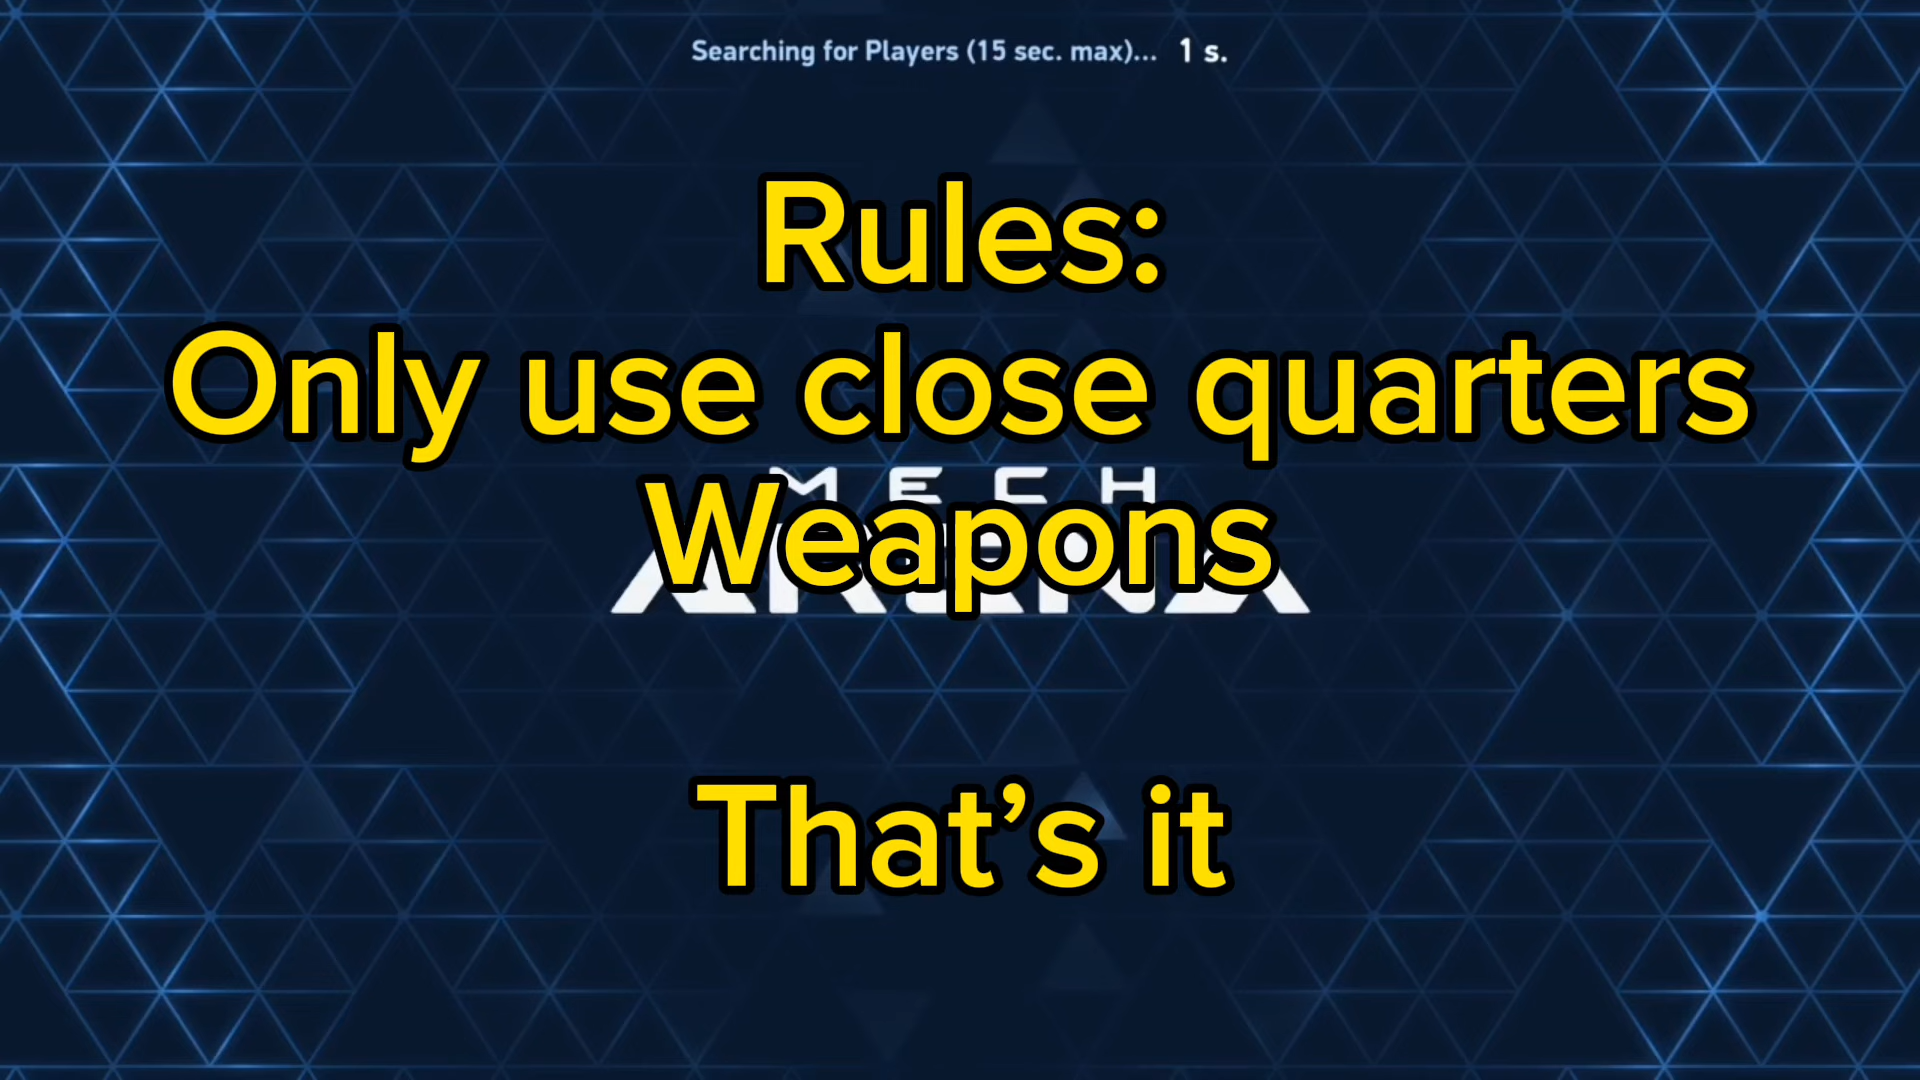 Searching for Players (15 sec. max)... 1 s.
Rules:
Only use close quarters
MECH
Weapons
ARENA
That’s it